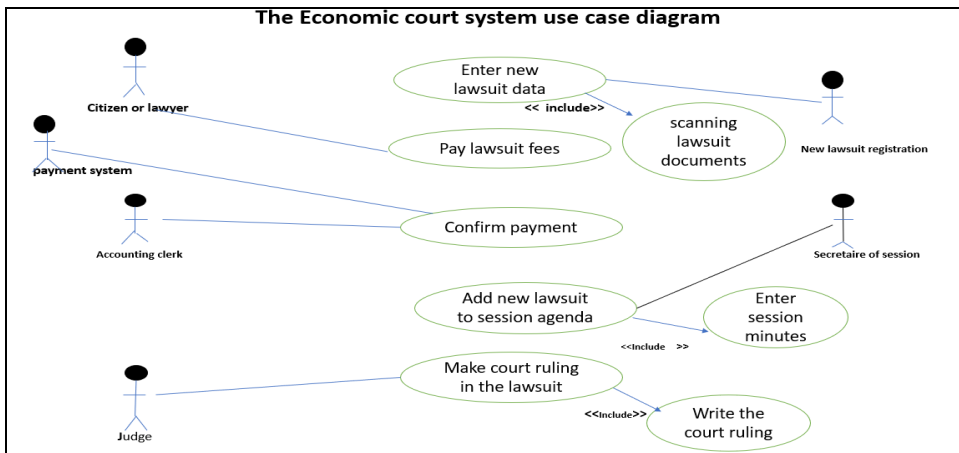 The Economic court system use case diagram
Citizen or lawyer
Enter new
lawsuit data
<< include>>
scanning
lawsuit
documents
New lawsuit registration
payment system
Pay lawsuit fees
Accounting clerk
Confirm payment
Secretaire of session
Add new lawsuit
to session agenda
Enter
session
minutes
<<Include >>
Judge
Make court ruling
in the lawsuit
<<Include>>
Write the
court ruling